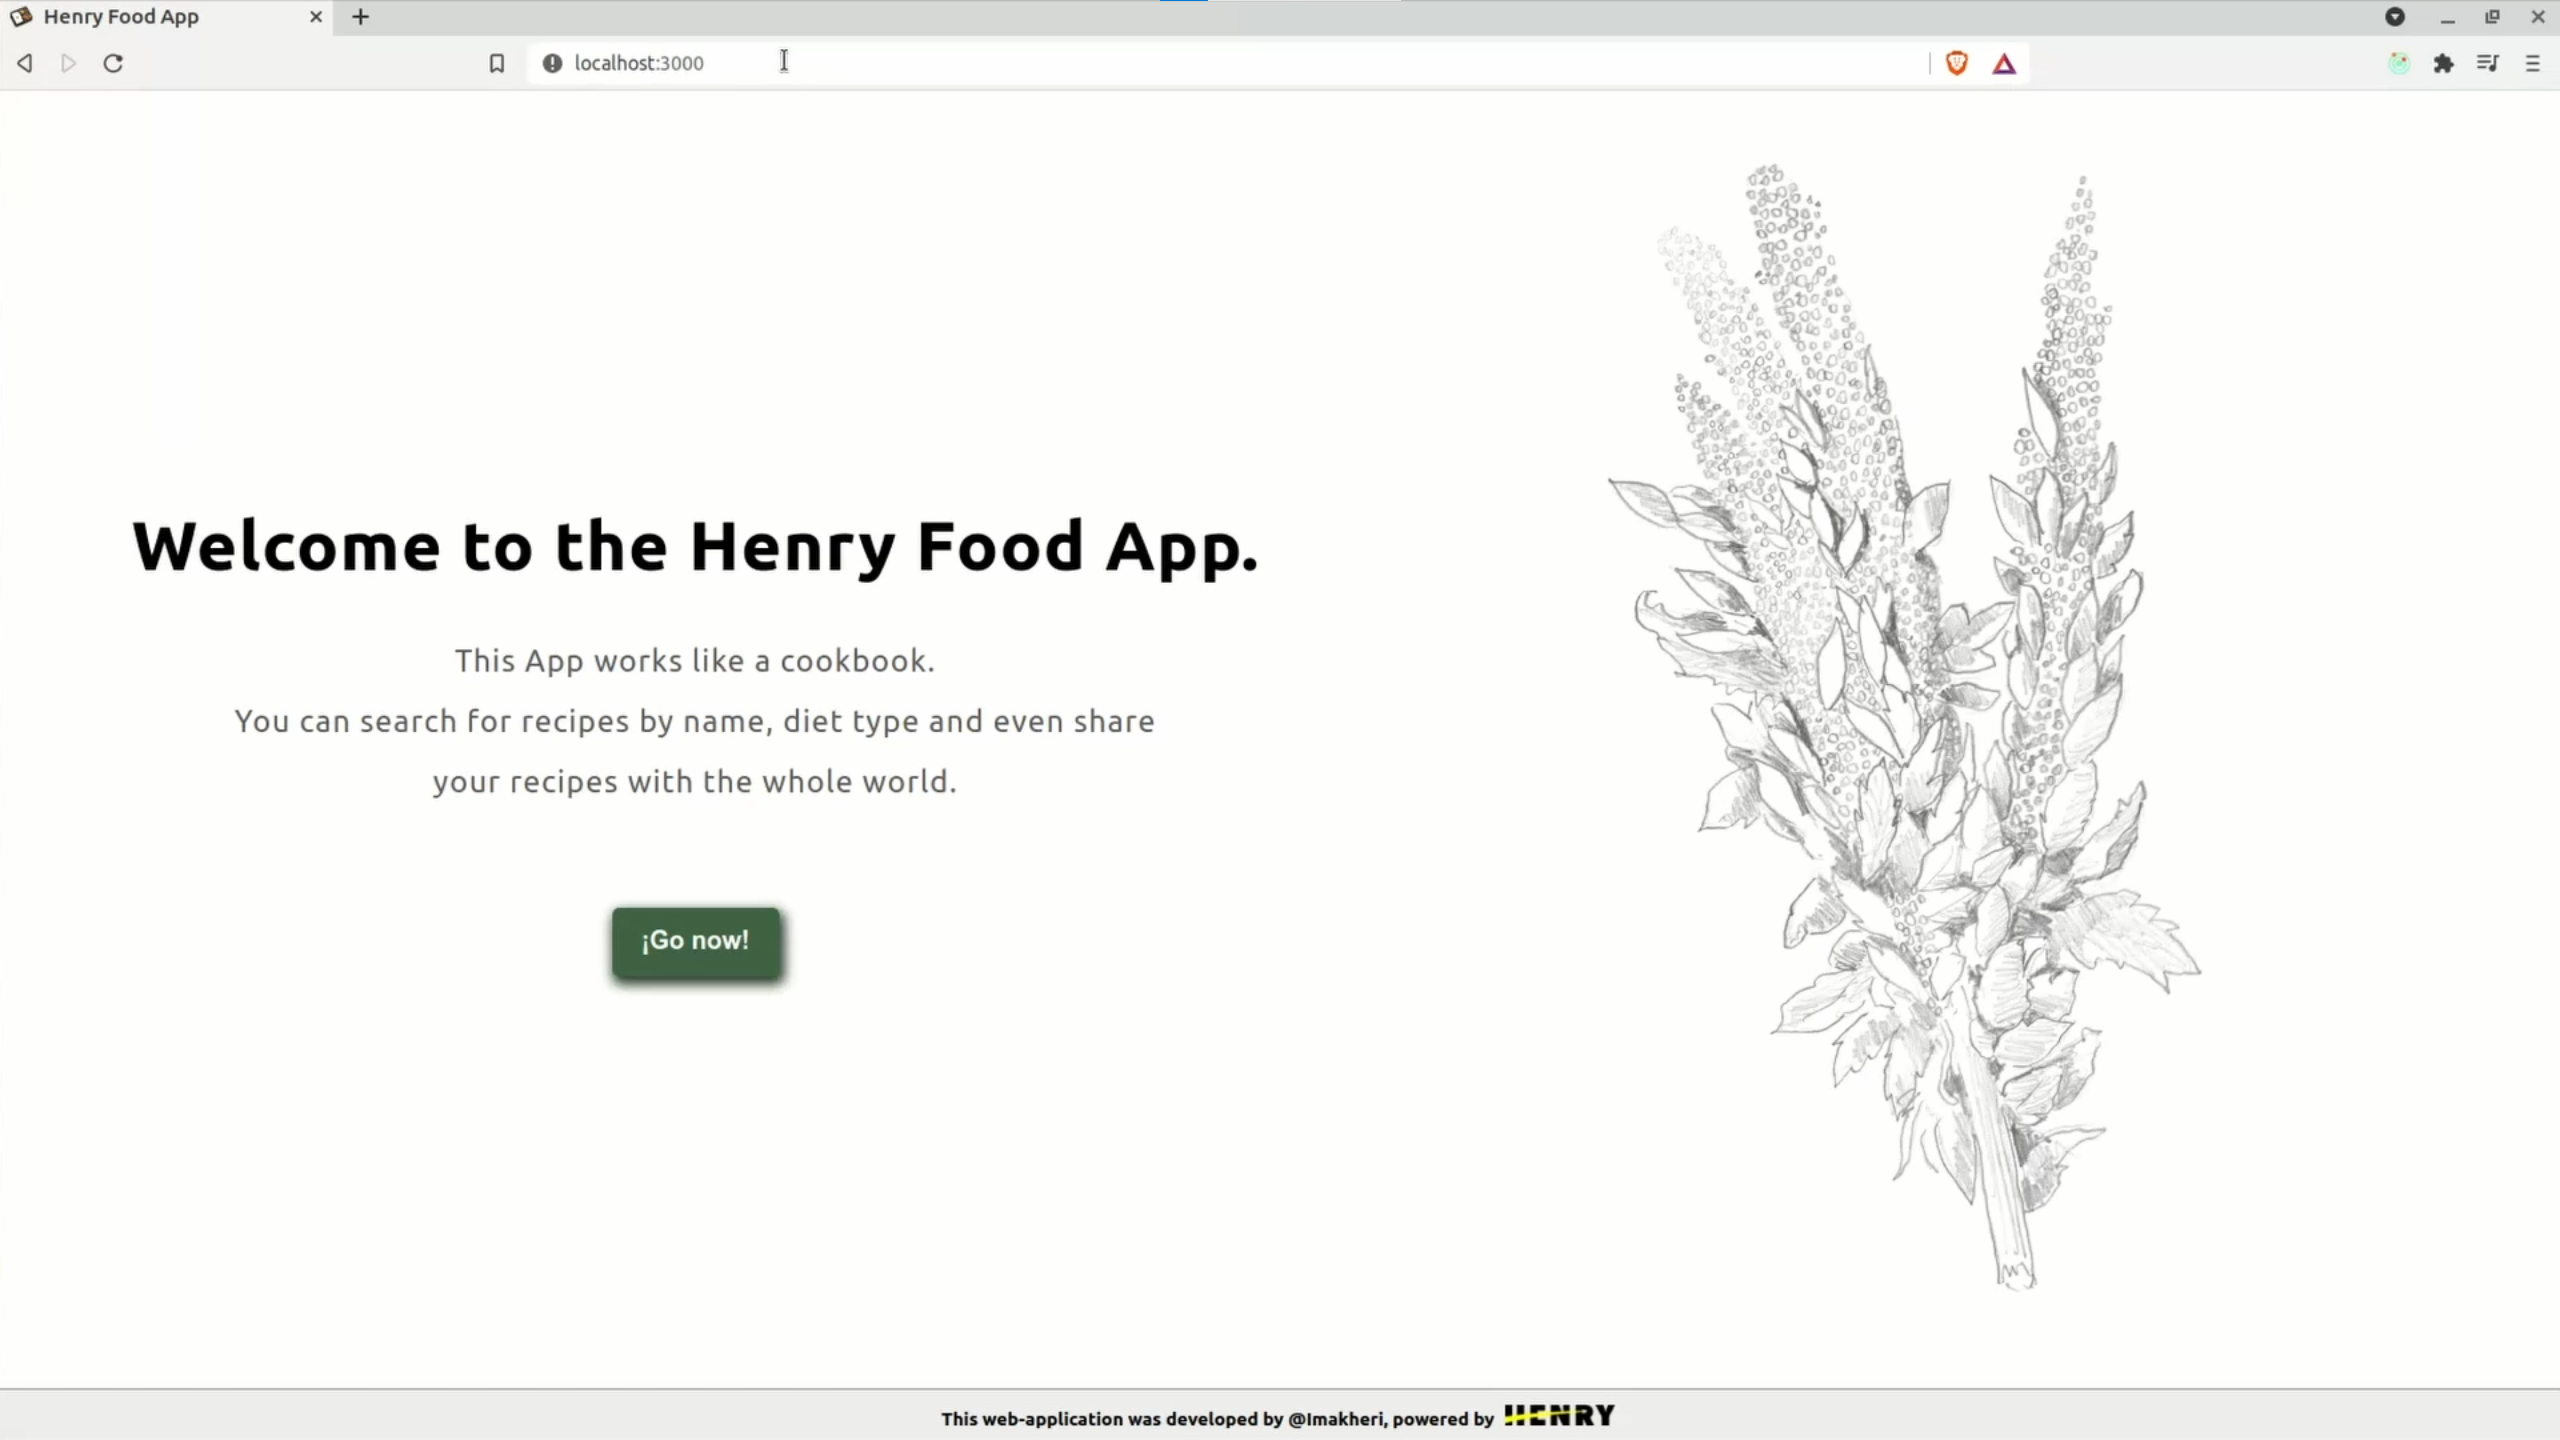 Henry Food App
localhost:3000
Welcome to the Henry Food App.
This App works like a cookbook.
You can search for recipes by name, diet type and even share
your recipes with the whole world.
¡Go now!
This web-application was developed by @Imakheri, powered by HENRY